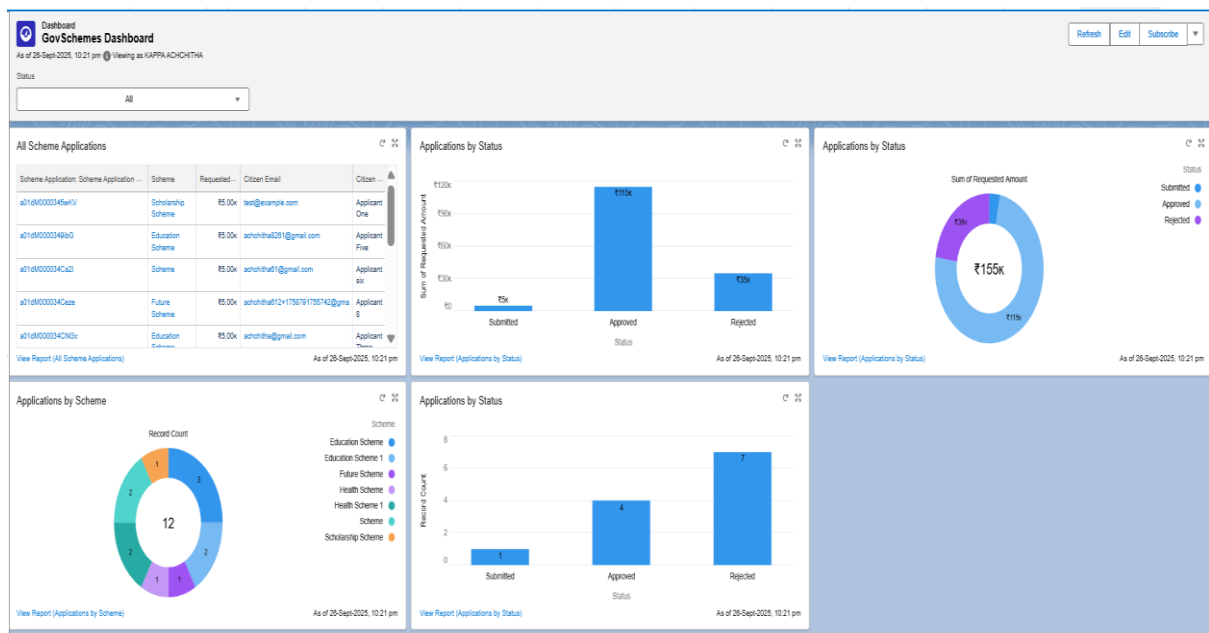 Dashboard
GovSchemes Dashboard
As of 26-Sept-2025, 10:21 pm Viewing as KAPPA ACHCHITHA
Refresh Edit Subscribe
Status
All
All Scheme Applications
Scheme Application: Scheme Application ... Scheme Requested... Citizen Email Citizen ...
Scholarship Scheme ₹5.00K test@example.com Applicant One
Education Scheme ₹5.00K achchitha8261@gmail.com Applicant Five
Scheme ₹5.00K achchitha61@gmail.com Applicant six
Future Scheme ₹5.00K achchitha612+1758791755742@gma Applicant 8
Education Scheme ₹5.00K achchitha@gmail.com Applicant Three
View Report (All Scheme Applications) As of 26-Sept-2025, 10:21 pm
Applications by Status
Sum of Requested Amount
₹120K
₹90K
₹60K
₹30K
₹0
₹5K
₹115K
₹35K
Submitted Approved Rejected
Status
View Report (Applications by Status) As of 26-Sept-2025, 10:21 pm
Applications by Status
Sum of Requested Amount
Status
Submitted
Approved
Rejected
₹35K
₹155K
₹115K
View Report (Applications by Status) As of 26-Sept-2025, 10:21 pm
Applications by Scheme
Record Count
Scheme
Education Scheme
Education Scheme 1
Future Scheme
Health Scheme
Health Scheme 1
Scheme
Scholarship Scheme
1
3
2
12
2
2
1
1
View Report (Applications by Scheme) As of 26-Sept-2025, 10:21 pm
Applications by Status
Record Count
8
6
4
2
0
1
4
7
Submitted Approved Rejected
Status
View Report (Applications by Status) As of 26-Sept-2025, 10:21 pm